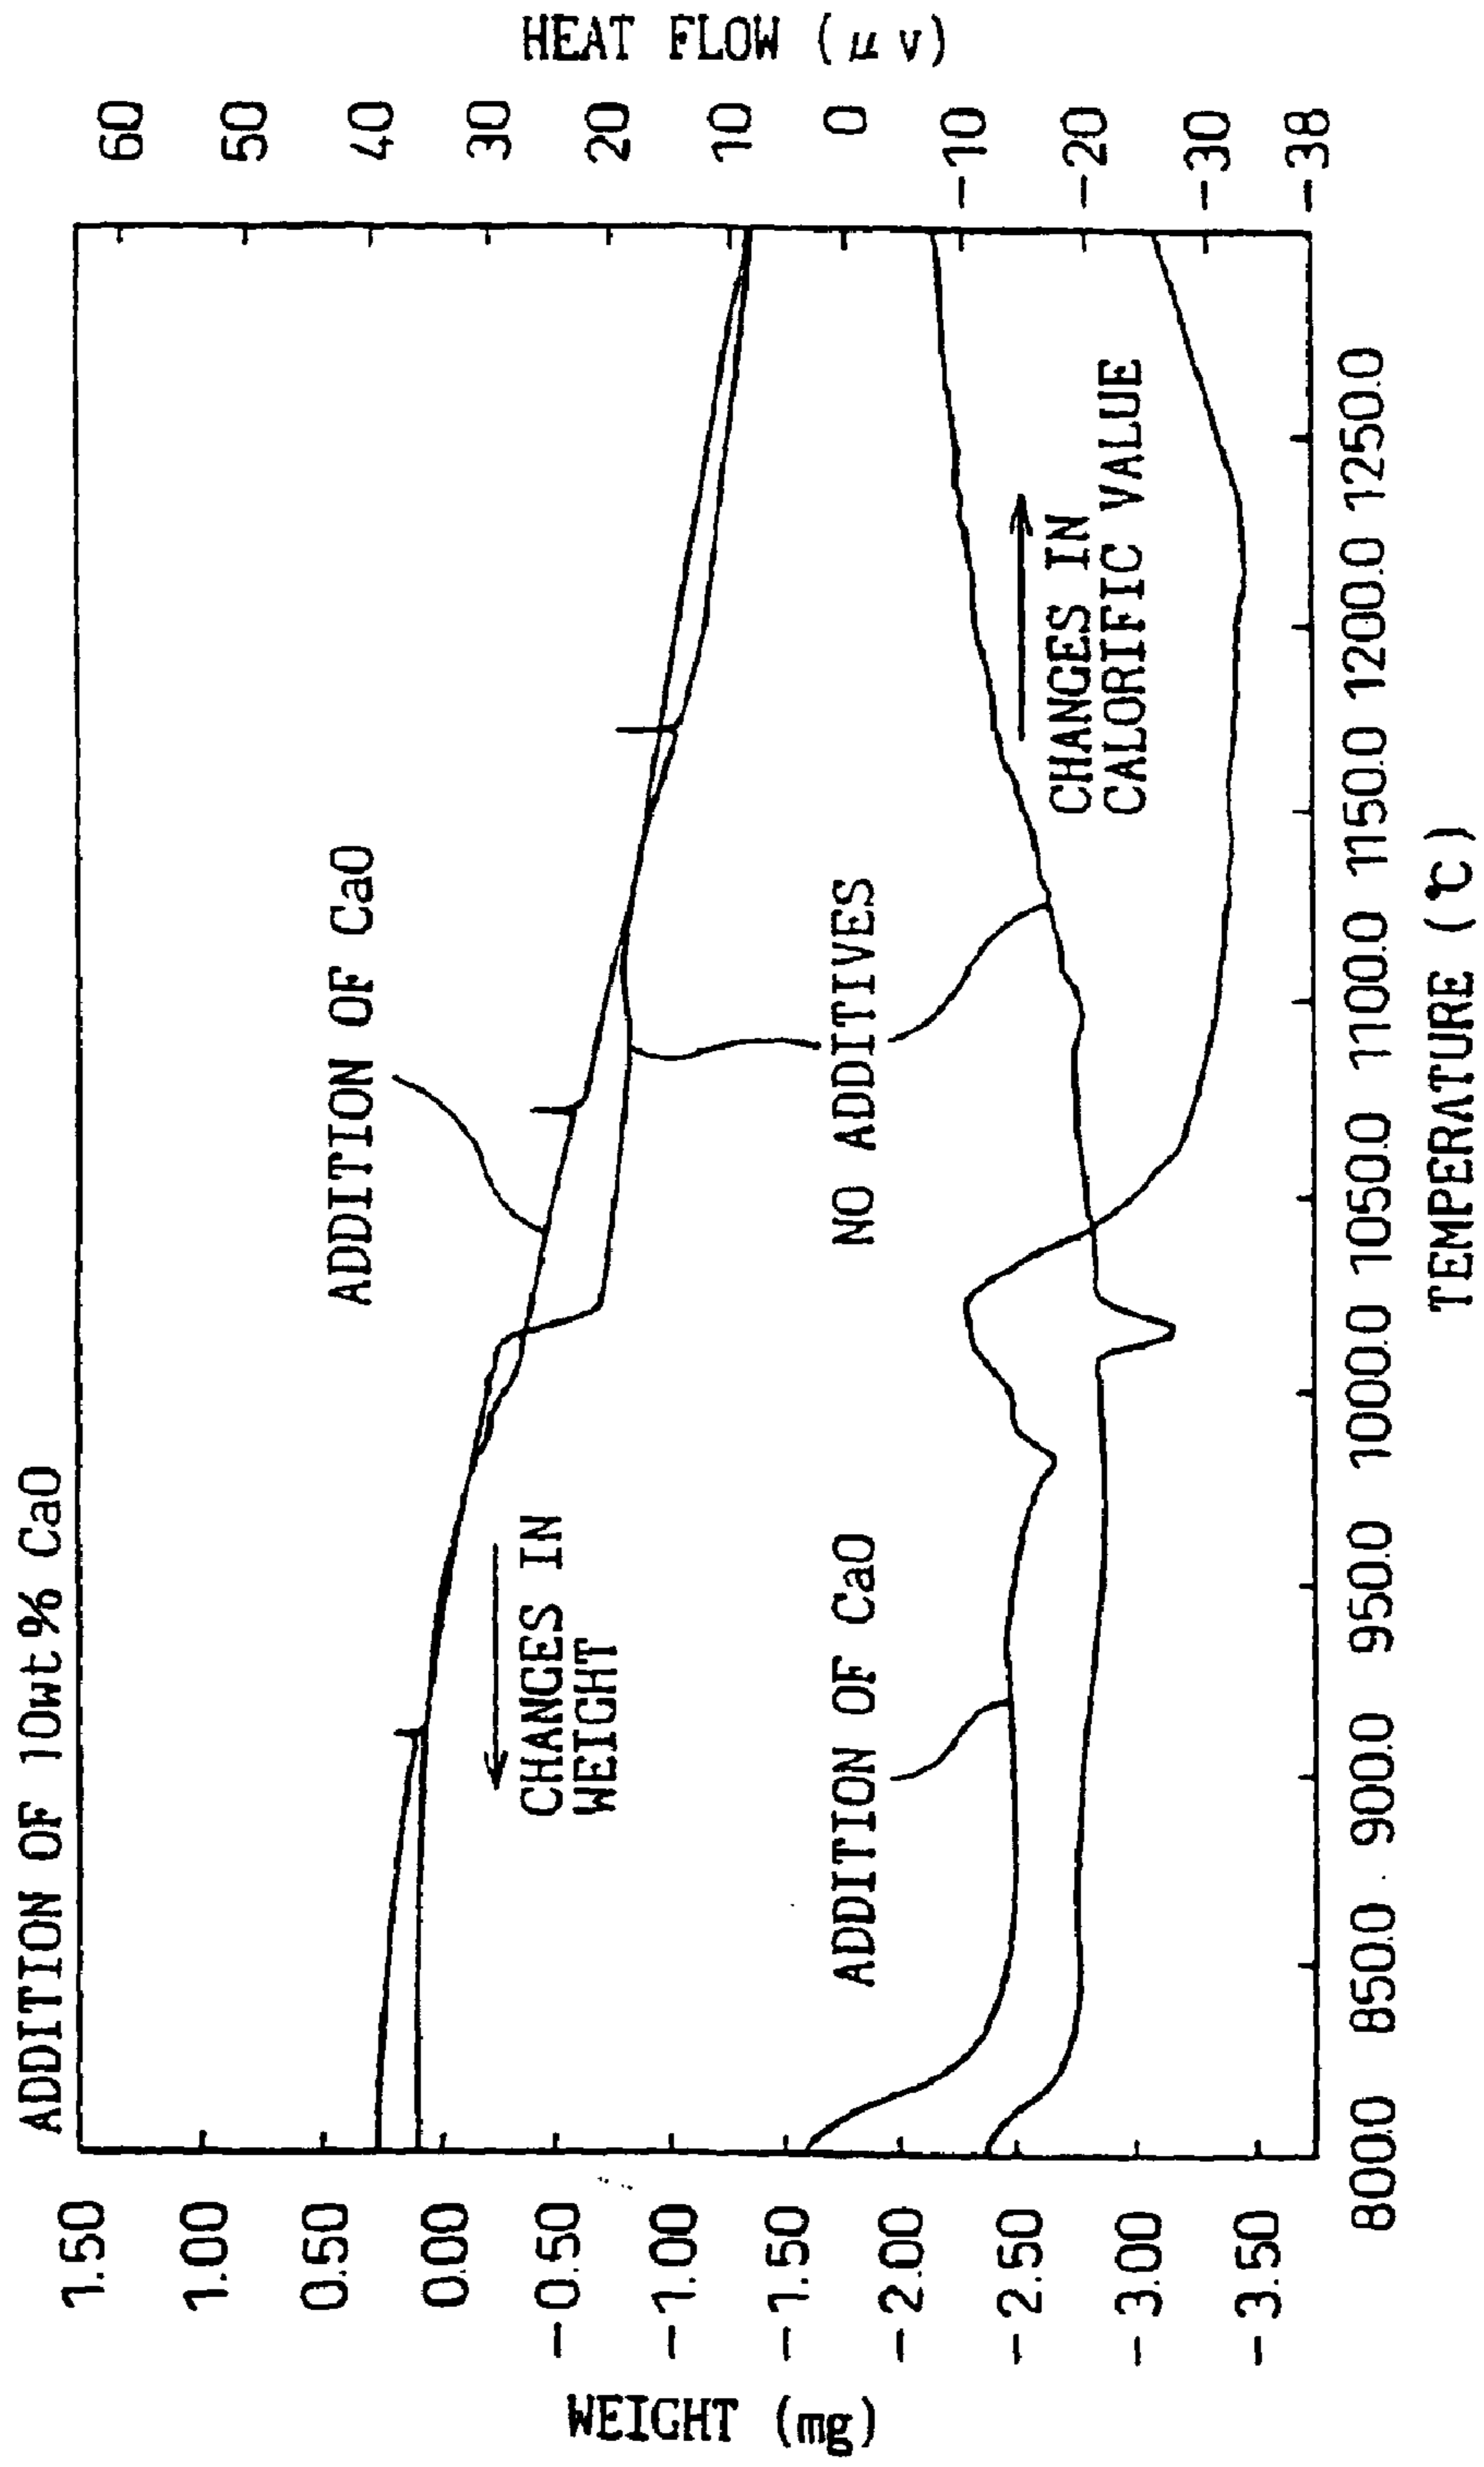 ADDITION OF 10wt% CaO
WEIGHT (mg)
1.50
1.00
0.50
0.00
-0.50
-1.00
-1.50
-2.00
-2.50
-3.00
-3.50
HEAT FLOW (μv)
60
50
40
30
20
10
0
-10
-20
-30
-38
ADDITION OF CaO
CHANGES IN
WEIGHT
NO ADDITIVES
ADDITION OF CaO
CHANGES IN
CALORIFIC VALUE
800.0 850.0 900.0 950.0 1000.0 1050.0 1100.0 1150.0 1200.0 1250.0
TEMPERATURE (℃)